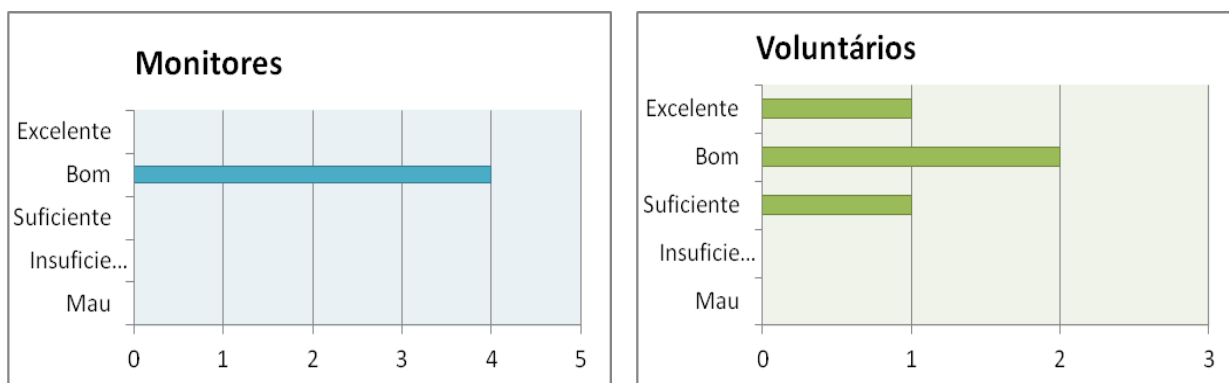 Monitores
Excelente
Bom
Suficiente
Insuficie...
Mau
0 1 2 3 4 5
Voluntários
Excelente
Bom
Suficiente
Insuficie...
Mau
0 1 2 3